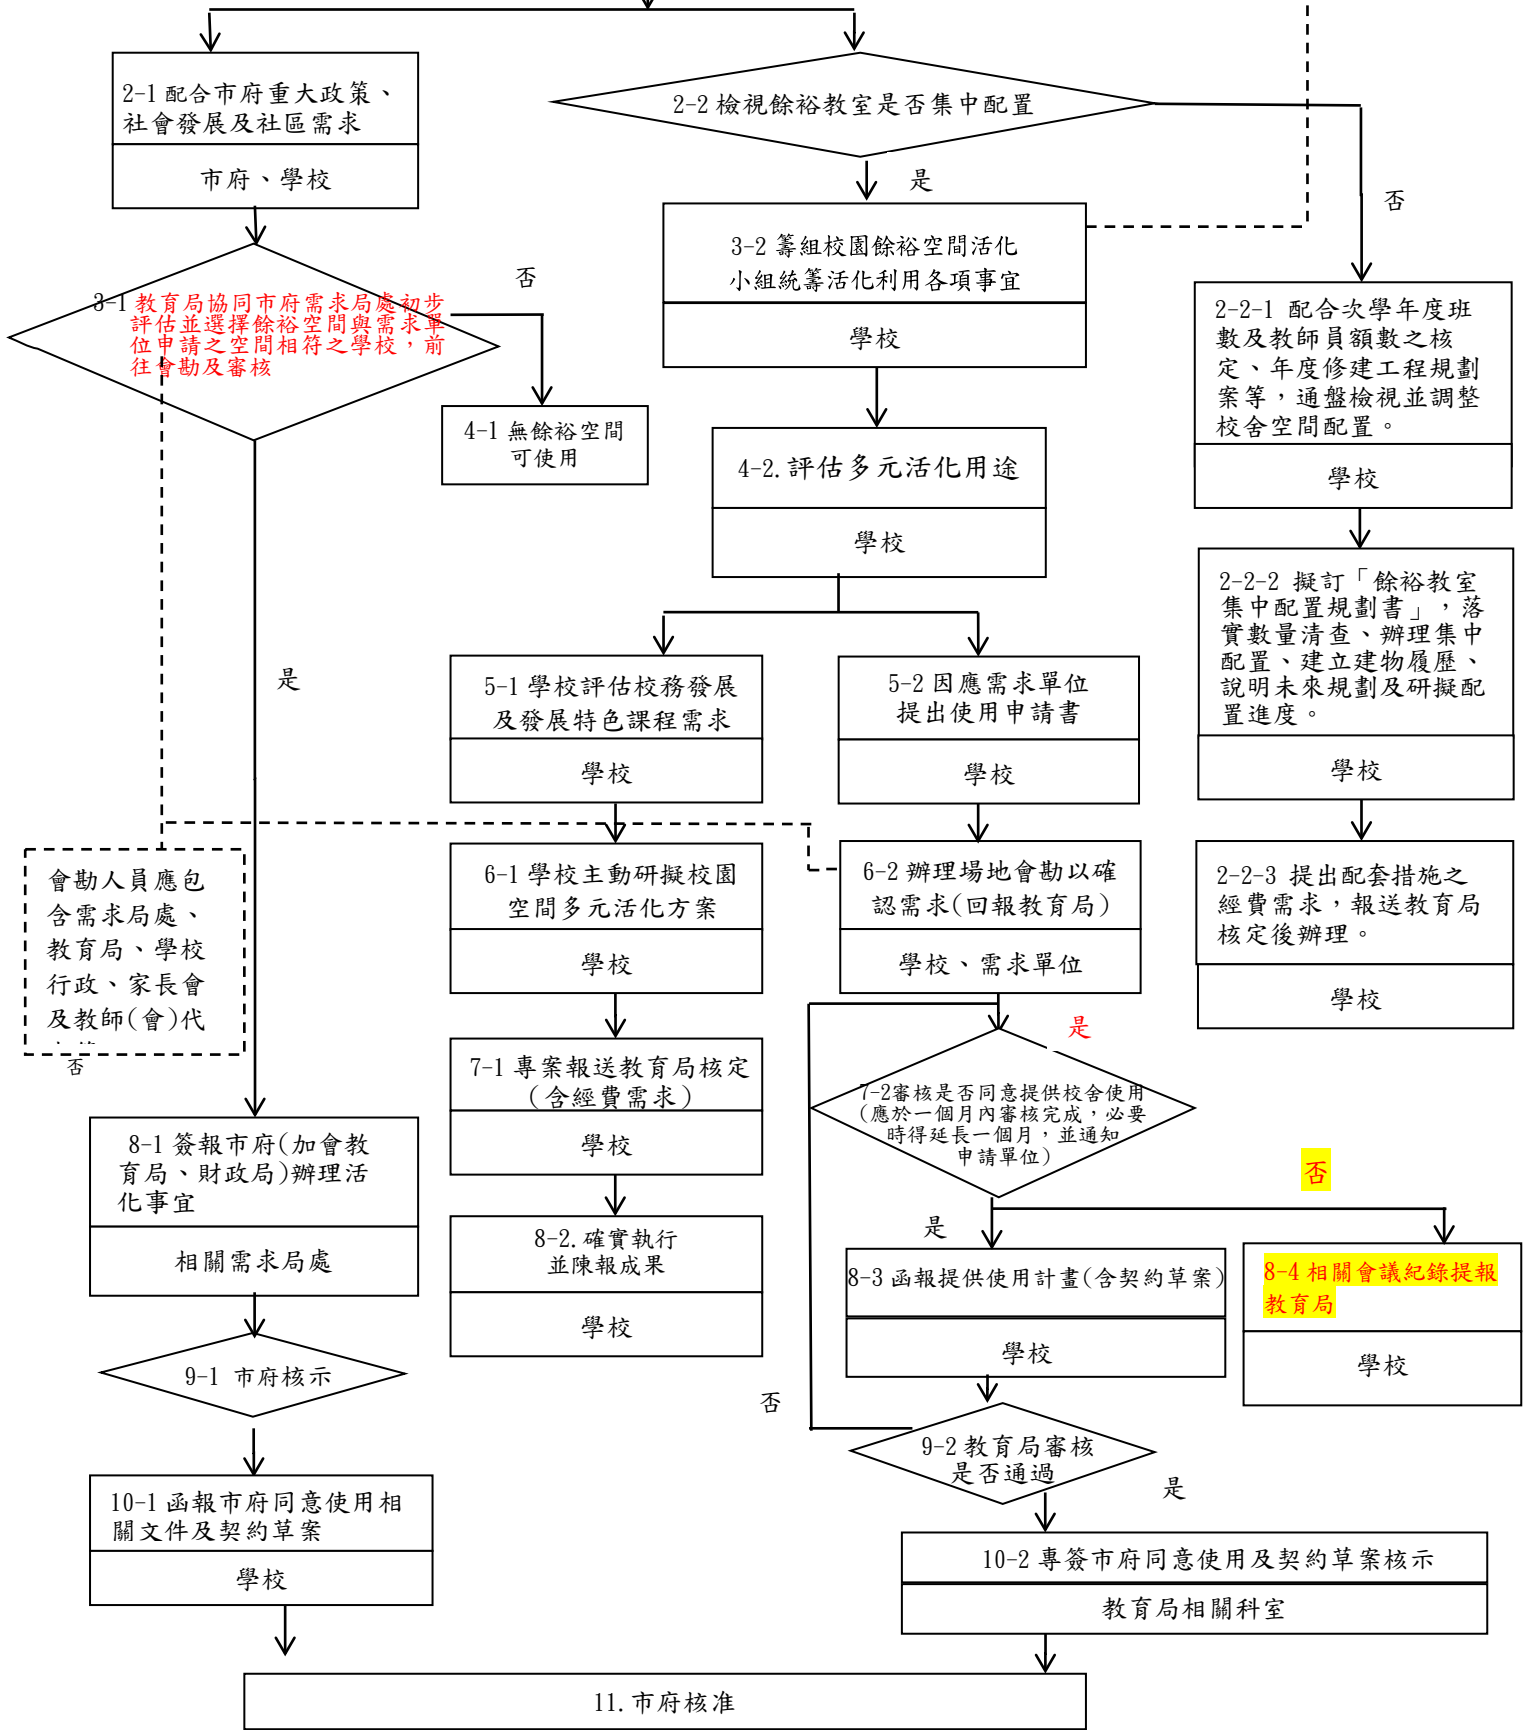 2-1 配合市府重大政策、
社會發展及社區需求
市府、學校
2-2 檢視餘裕教室是否集中配置
是
否
3-1 教育局協同市府需求局處初步
評估並選擇餘裕空間與需求單
位申請之空間相符之學校，前
往會勘及審核
否
4-1 無餘裕空間
可使用
3-2 籌組校園餘裕空間活化
小組統籌活化利用各項事宜
學校
2-2-1 配合次學年度班
數及教師員額數之核
定、年度修建工程規劃
案等，通盤檢視並調整
校舍空間配置。
學校
4-2.評估多元活化用途
學校
2-2-2 擬訂「餘裕教室
集中配置規劃書」，落
實數量清查、辦理集中
配置、建立建物履歷、
說明未來規劃及研擬配
置進度。
學校
是
5-1 學校評估校務發展
及發展特色課程需求
學校
5-2 因應需求單位
提出使用申請書
學校
2-2-3 提出配套措施之
經費需求，報送教育局
核定後辦理。
學校
會勘人員應包
含需求局處、
教育局、學校
行政、家長會
及教師(會)代
否
6-1 學校主動研擬校園
空間多元活化方案
學校
6-2 辦理場地會勘以確
認需求(回報教育局)
學校、需求單位
是
7-1 專案報送教育局核定
(含經費需求)
學校
7-2審核是否同意提供校舍使用
(應於一個月內審核完成，必要
時得延長一個月，並通知
申請單位)
否
是
8-1 簽報市府(加會教
育局、財政局)辦理活
化事宜
相關需求局處
8-2.確實執行
並陳報成果
學校
8-3 函報提供使用計畫(含契約草案)
學校
8-4 相關會議紀錄提報
教育局
學校
9-1 市府核示
否
9-2 教育局審核
是否通過
是
10-1 函報市府同意使用相
關文件及契約草案
學校
10-2 專簽市府同意使用及契約草案核示
教育局相關科室
11.市府核准